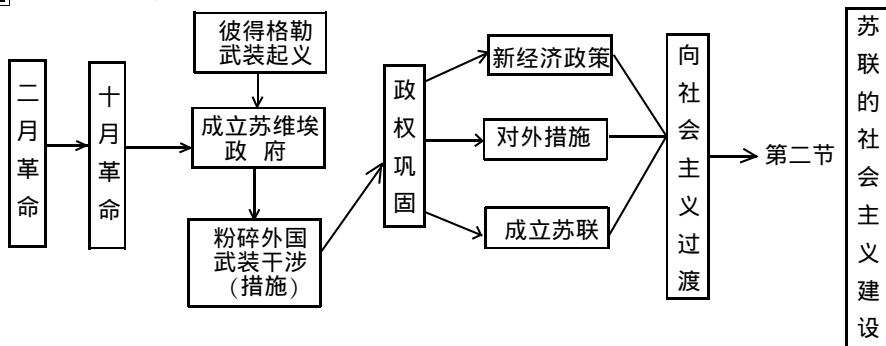 二月革命
十月革命
彼得格勒
武装起义
成立苏维埃
政 府
粉碎外国
武装干涉
(措施)
政权巩固
新经济政策
对外措施
成立苏联
向社会主义过渡
第二节
苏联的社会主义建设